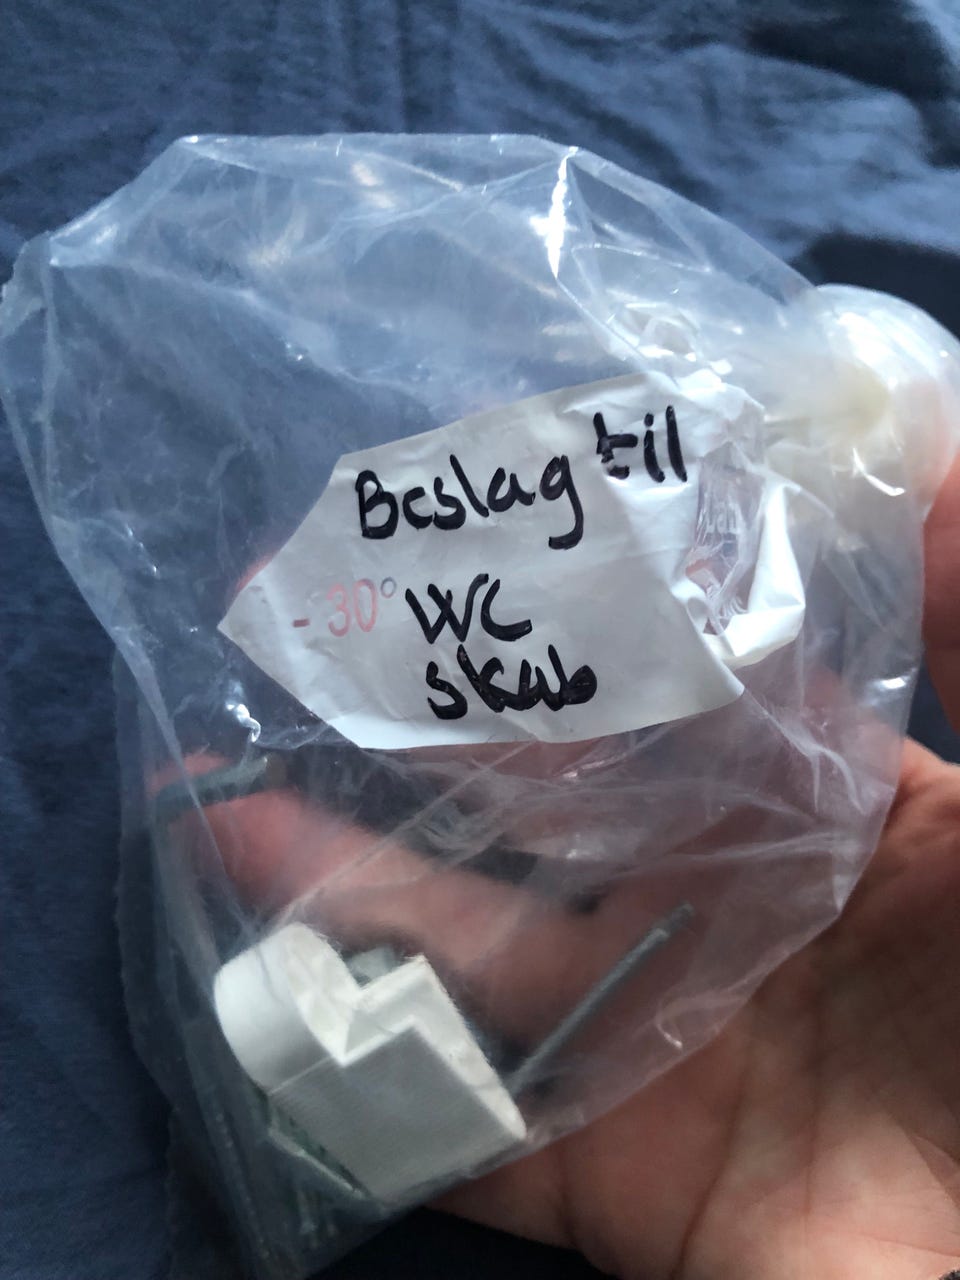 Beslag til
- 30° WC
skab